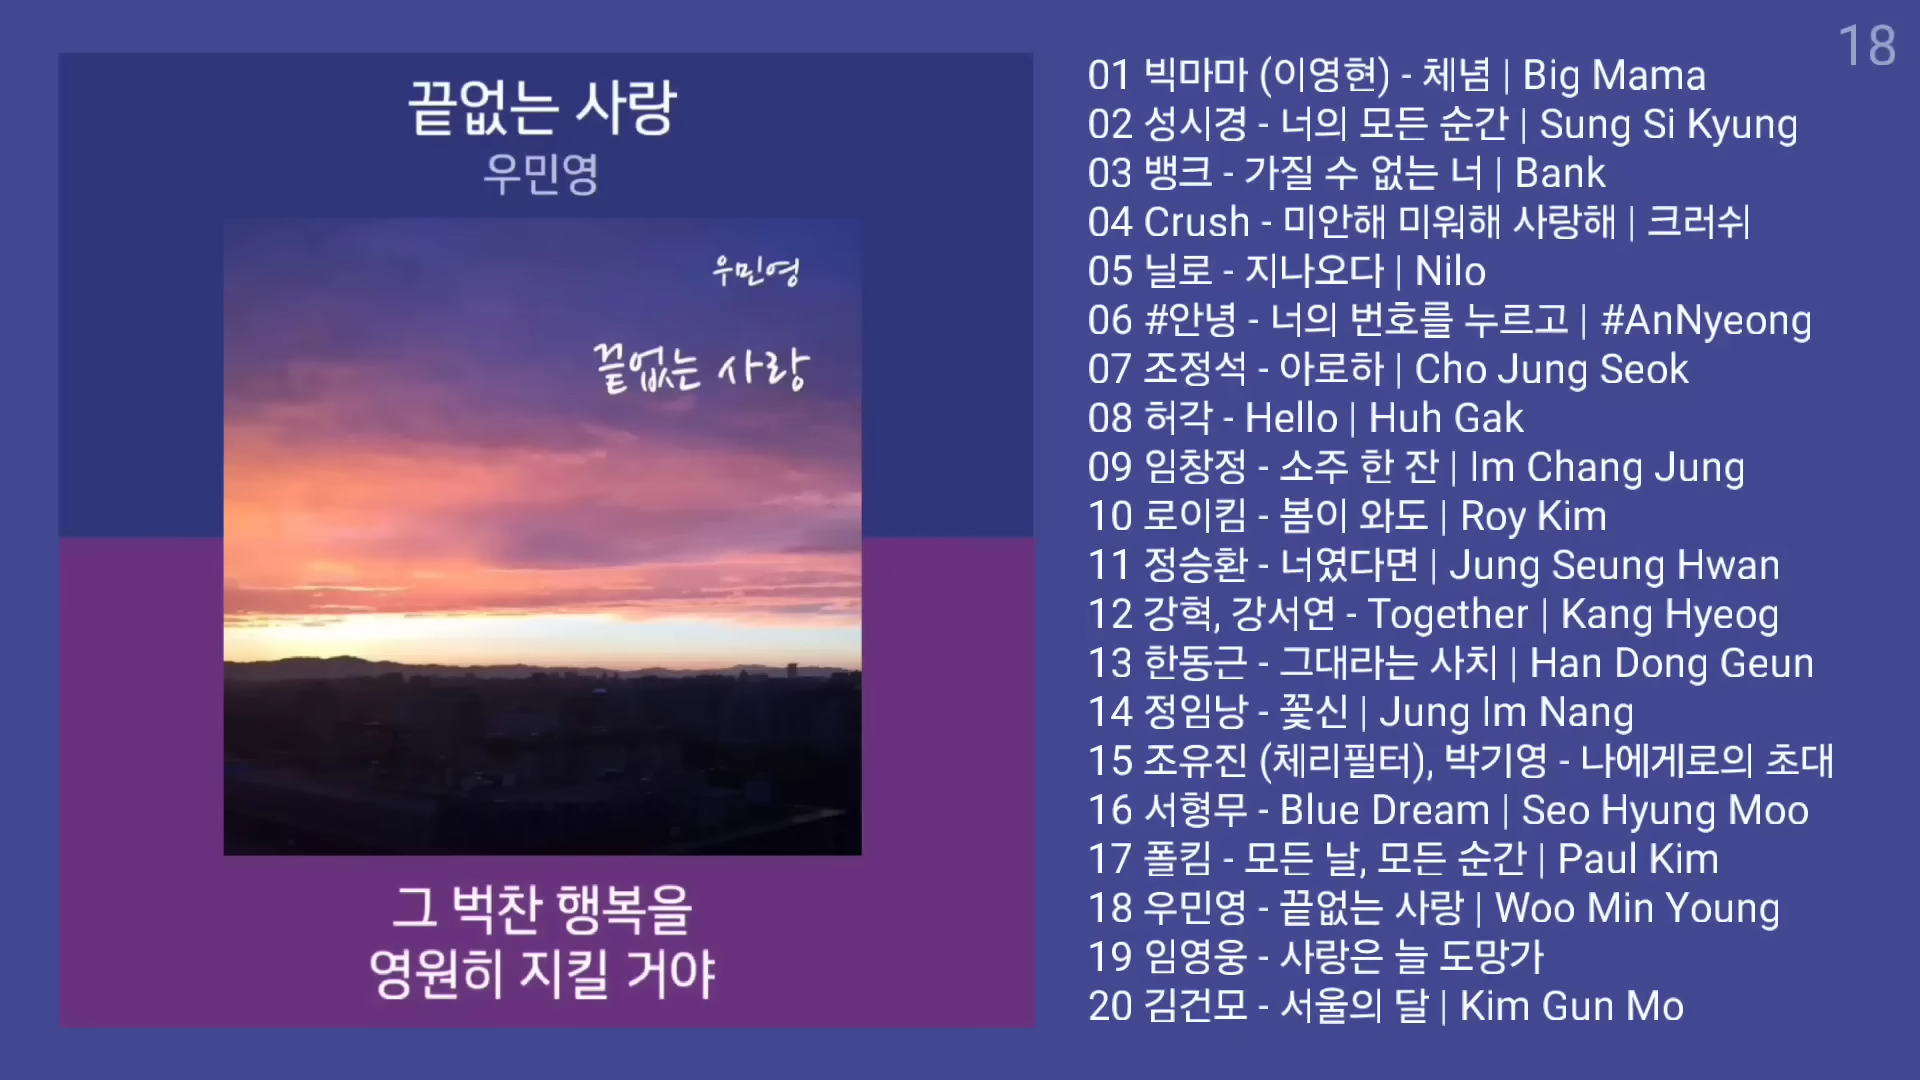 끝없는 사랑
우민영
우민영
끝없는 사랑
그 벅찬 행복을
영원히 지킬 거야
18
01 빅마마 (이영현) - 체념 | Big Mama
02 성시경 - 너의 모든 순간 | Sung Si Kyung
03 뱅크 - 가질 수 없는 너 | Bank
04 Crush - 미안해 미워해 사랑해 | 크러쉬
05 닐로 - 지나오다 | Nilo
06 #안녕 - 너의 번호를 누르고 | #AnNyeong
07 조정석 - 아로하 | Cho Jung Seok
08 허각 - Hello | Huh Gak
09 임창정 - 소주 한 잔 | Im Chang Jung
10 로이킴 - 봄이 와도 | Roy Kim
11 정승환 - 너였다면 | Jung Seung Hwan
12 강혁, 강서연 - Together | Kang Hyeog
13 한동근 - 그대라는 사치 | Han Dong Geun
14 정임낭 - 꽃신 | Jung Im Nang
15 조유진 (체리필터), 박기영 - 나에게로의 초대
16 서형무 - Blue Dream | Seo Hyung Moo
17 폴킴 - 모든 날, 모든 순간 | Paul Kim
18 우민영 - 끝없는 사랑 | Woo Min Young
19 임영웅 - 사랑은 늘 도망가
20 김건모 - 서울의 달 | Kim Gun Mo